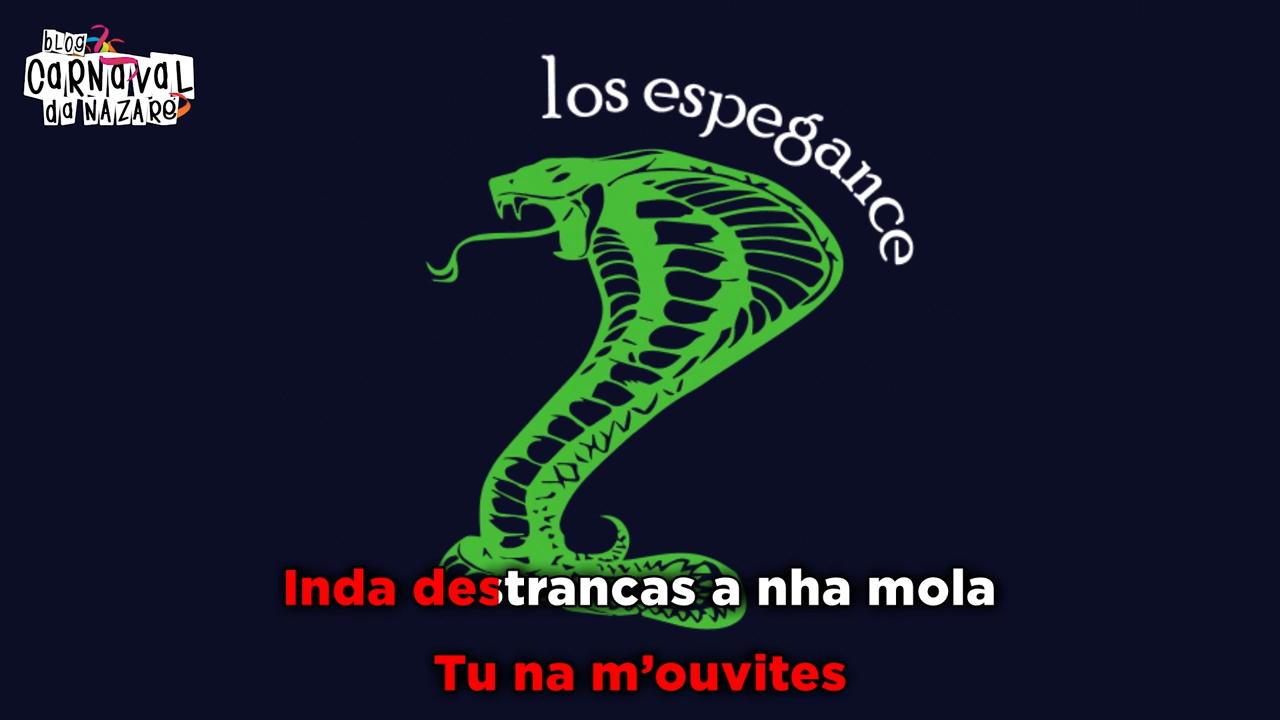 BLOG
CARNAVAL
da NAZARé
los espegance
Inda destrancas a nha mola
Tu na m’ouvites